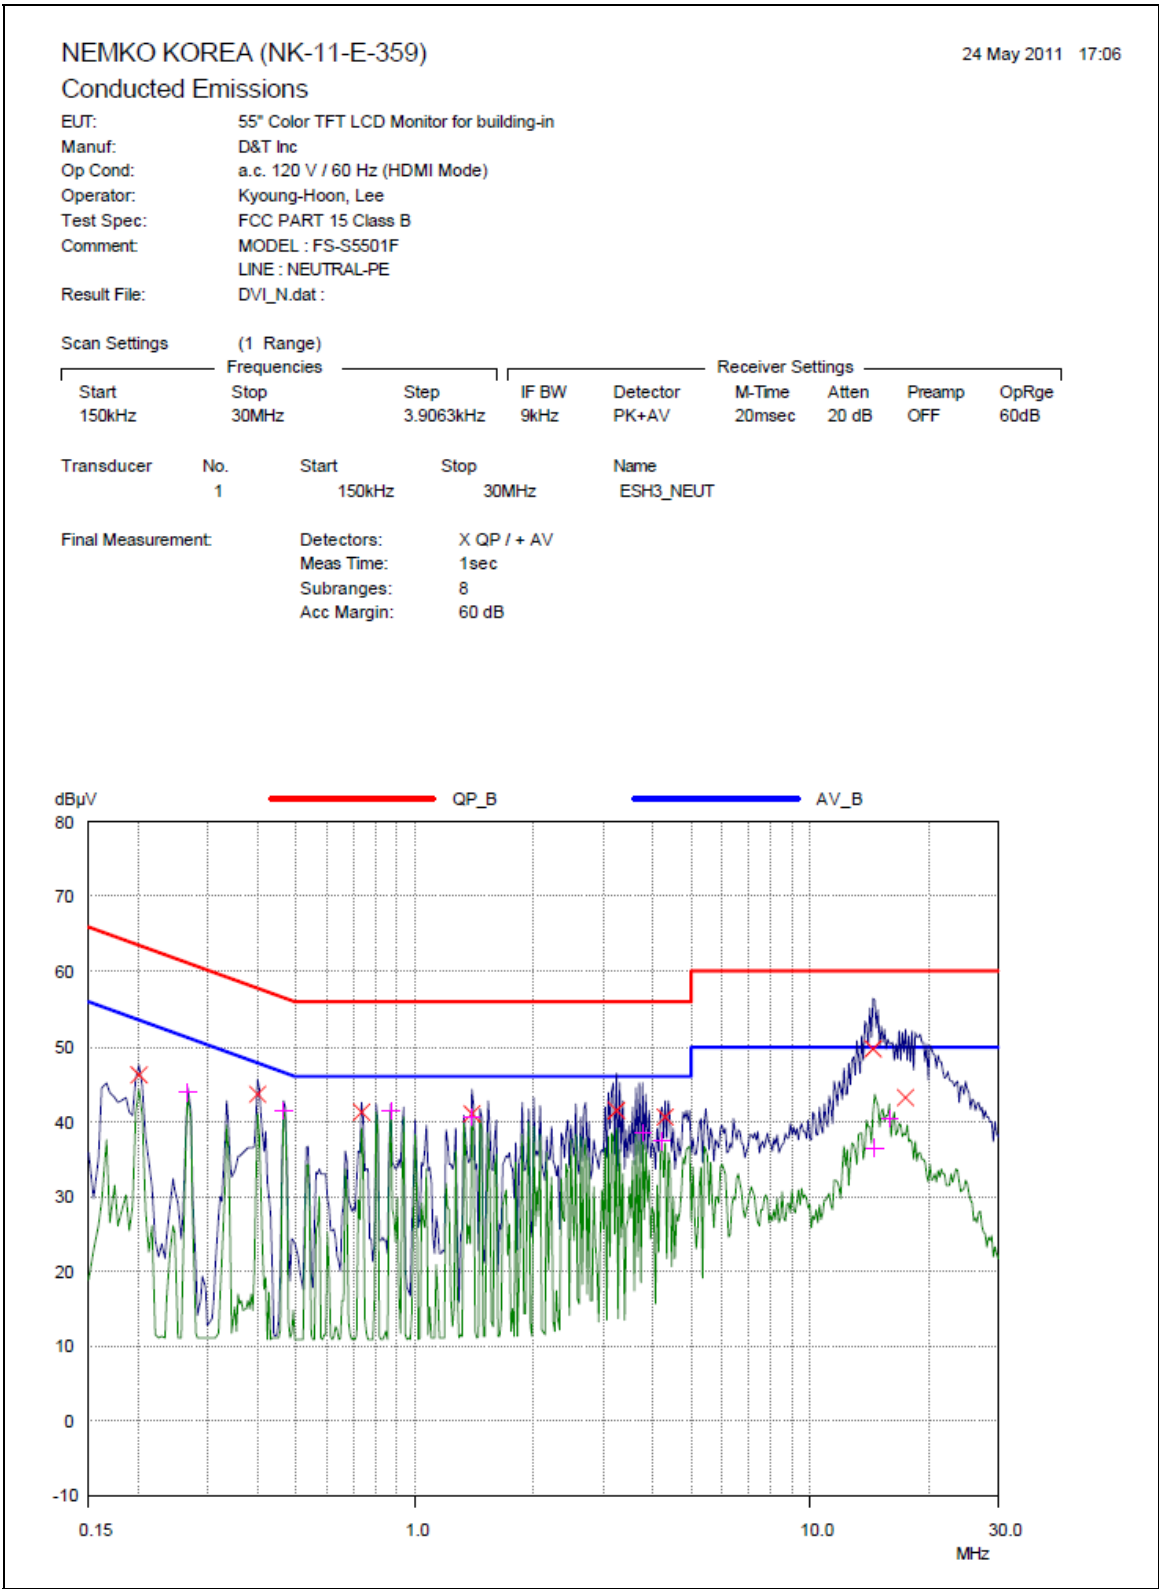 NEMKO KOREA (NK-11-E-359) 24 May 2011 17:06
Conducted Emissions
EUT: 55" Color TFT LCD Monitor for building-in
Manuf: D&T Inc
Op Cond: a.c. 120 V / 60 Hz (HDMI Mode)
Operator: Kyoung-Hoon, Lee
Test Spec: FCC PART 15 Class B
Comment: MODEL : FS-S5501F
LINE : NEUTRAL-PE
Result File: DVI_N.dat :
Scan Settings (1 Range)
Frequencies Receiver Settings
Start Stop Step IF BW Detector M-Time Atten Preamp OpRge
150kHz 30MHz 3.9063kHz 9kHz PK+AV 20msec 20 dB OFF 60dB
Transducer No. Start Stop Name
1 150kHz 30MHz ESH3_NEUT
Final Measurement: Detectors: X QP / + AV
Meas Time: 1sec
Subranges: 8
Acc Margin: 60 dB
dBµV QP_B AV_B
80
70
60
50
40
30
20
10
0
-10
0.15 1.0 10.0 30.0
MHz